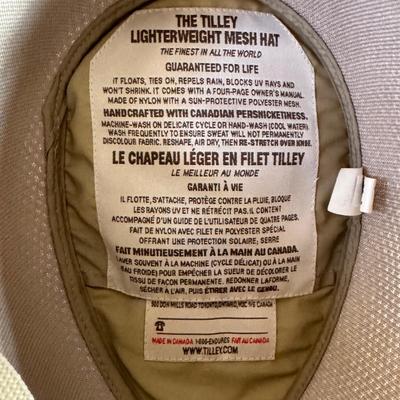 THE TILLEY
LIGHTERWEIGHT MESH HAT
THE FINEST IN ALL THE WORLD
GUARANTEED FOR LIFE
IT FLOATS, TIES ON, REPELS RAIN, BLOCKS UV RAYS AND
WON'T SHRINK. IT COMES WITH A FOUR-PAGE OWNER'S MANUAL.
MADE OF NYLON WITH A SUN-PROTECTIVE POLYESTER MESH.
HANDCRAFTED WITH CANADIAN PERSNICKETINESS.
MACHINE-WASH ON DELICATE CYCLE OR HAND-WASH (COOL WATER).
WASH FREQUENTLY TO ENSURE SWEAT WILL NOT PERMANENTLY
DISCOLOUR FABRIC. RESHAPE, AIR DRY, THEN RE-STRETCH OVER KNEE.
LE CHAPEAU LÉGER EN FILET TILLEY
LE MEILLEUR AU MONDE
GARANTI À VIE
IL FLOTTE, S'ATTACHE, PROTÈGE CONTRE LA PLUIE, BLOQUE
LES RAYONS UV ET NE RÉTRÉCIT PAS. IL CONTIENT
ACCOMPAGNÉ D'UN GUIDE DE L'UTILISATEUR DE QUATRE PAGES.
FAIT DE NYLON AVEC FILET EN POLYESTER SPÉCIAL
OFFRANT UNE PROTECTION SOLAIRE; SERRE
FAIT MINUTIEUSEMENT À LA MAIN AU CANADA.
LAVER SOUVENT À LA MACHINE (CYCLE DÉLICAT) OU À LA MAIN
(EAU FROIDE) POUR EMPÊCHER LA SUEUR DE DÉCOLORER LE
TISSU DE FAÇON PERMANENTE. REDONNER LA FORME,
SÉCHER À L'AIR, PUIS ÉTIRER AVEC LE GENOU.
900 DON MILLS ROAD TORONTO, ONTARIO, CANADA
MADE IN CANADA 1-800-ENDURES FAIT AU CANADA
WWW.TILLEY.COM